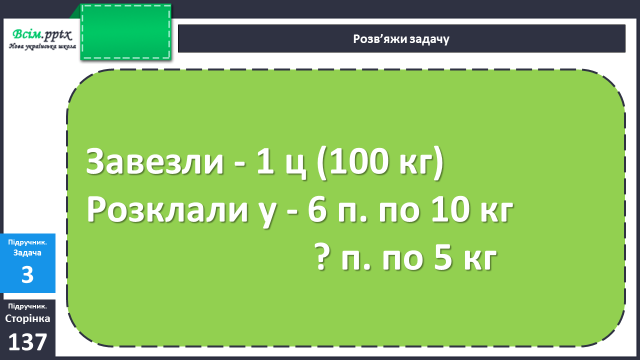 Всім.pptx
Нова українська школа
Розв'яжи задачу
Завезли - 1 ц (100 кг)
Розклали у - 6 п. по 10 кг
? п. по 5 кг
Підручник.
Задача
3
Підручник.
Сторінка
137